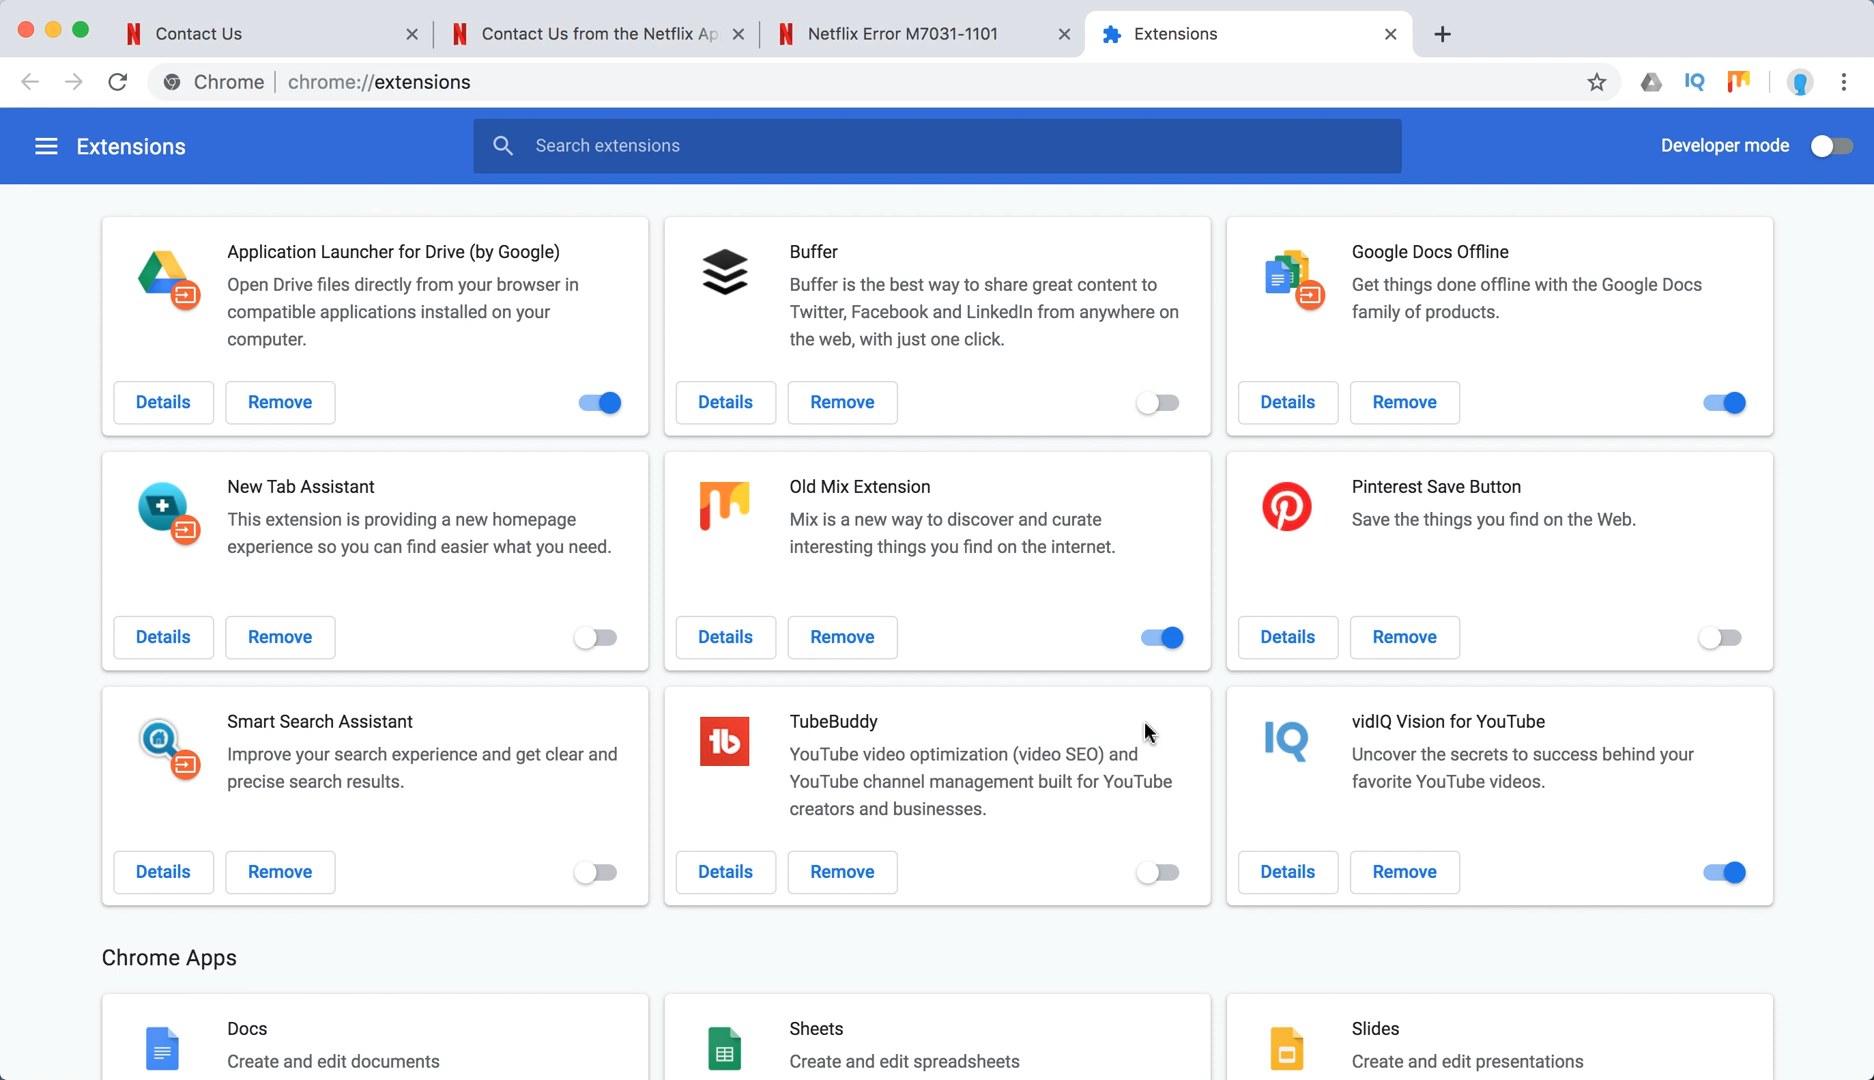 Contact Us
Contact Us from the Netflix Ap
Netflix Error M7031-1101
Extensions
Chrome
chrome://extensions
IQ
Extensions
Search extensions
Developer mode
Application Launcher for Drive (by Google)
Open Drive files directly from your browser in
compatible applications installed on your
computer.
Details
Remove
Buffer
Buffer is the best way to share great content to
Twitter, Facebook and LinkedIn from anywhere on
the web, with just one click.
Details
Remove
Google Docs Offline
Get things done offline with the Google Docs
family of products.
Details
Remove
New Tab Assistant
This extension is providing a new homepage
experience so you can find easier what you need.
Details
Remove
Old Mix Extension
Mix is a new way to discover and curate
interesting things you find on the internet.
Details
Remove
Pinterest Save Button
Save the things you find on the Web.
Details
Remove
Smart Search Assistant
Improve your search experience and get clear and
precise search results.
Details
Remove
tb
TubeBuddy
YouTube video optimization (video SEO) and
YouTube channel management built for YouTube
creators and businesses.
Details
Remove
IQ
vidIQ Vision for YouTube
Uncover the secrets to success behind your
favorite YouTube videos.
Details
Remove
Chrome Apps
Docs
Create and edit documents
Sheets
Create and edit spreadsheets
Slides
Create and edit presentations